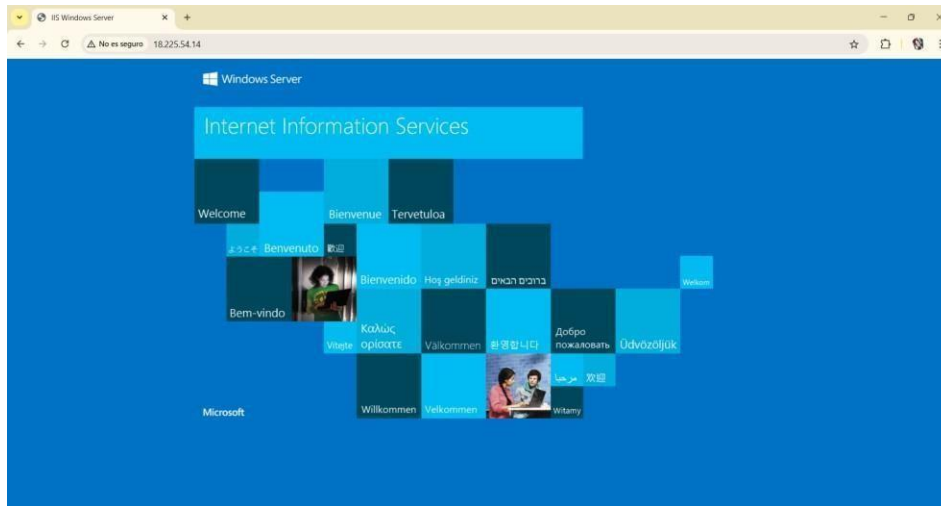 IIS Windows Server
No es seguro 18.225.54.14
Windows Server
Internet Information Services
Welcome
Bienvenue
Tervetuloa
ようこそ
Benvenuto
歡迎
Bienvenido
Hoş geldiniz
ברוכים הבאים
Welkom
Bem-vindo
Vítejte
Καλώς
ορίσατε
Välkommen
환영합니다
Добро
пожаловать
Üdvözöljük
مرحبا
欢迎
Microsoft
Willkommen
Velkommen
Witamy